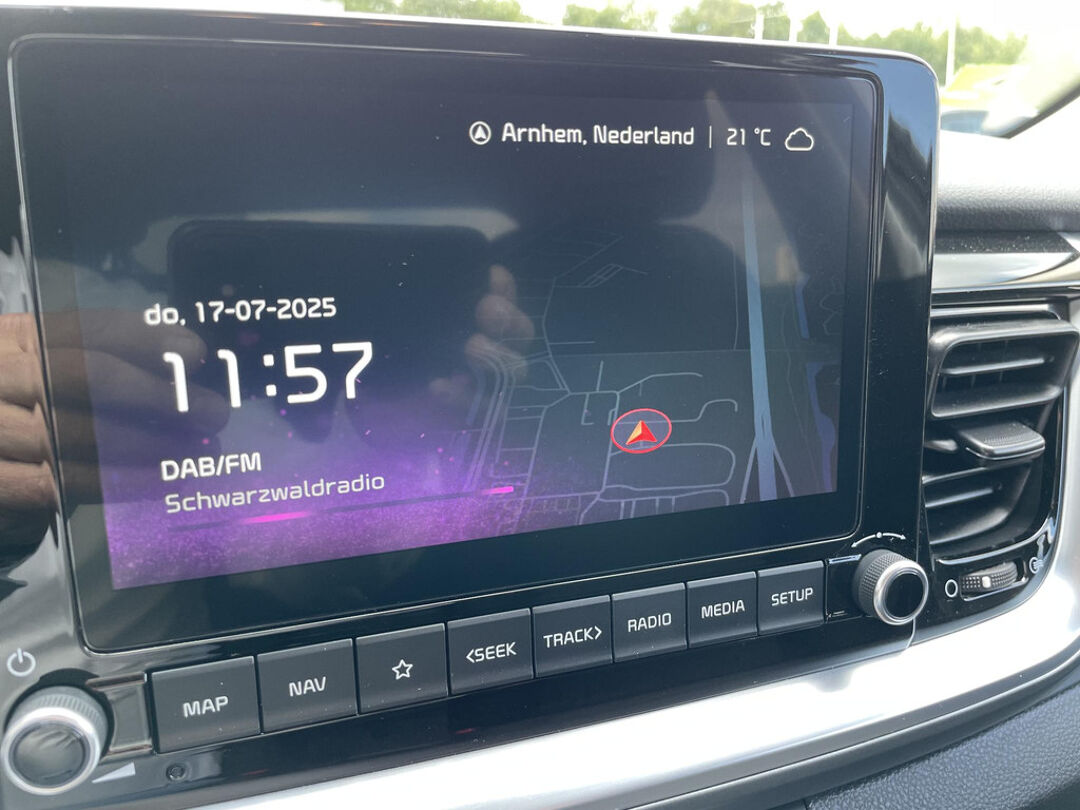 Arnhem, Nederland | 21 °C
do, 17-07-2025
11:57
DAB/FM
Schwarzwaldradio
MAP
NAV
<SEEK
TRACK>
RADIO
MEDIA
SETUP